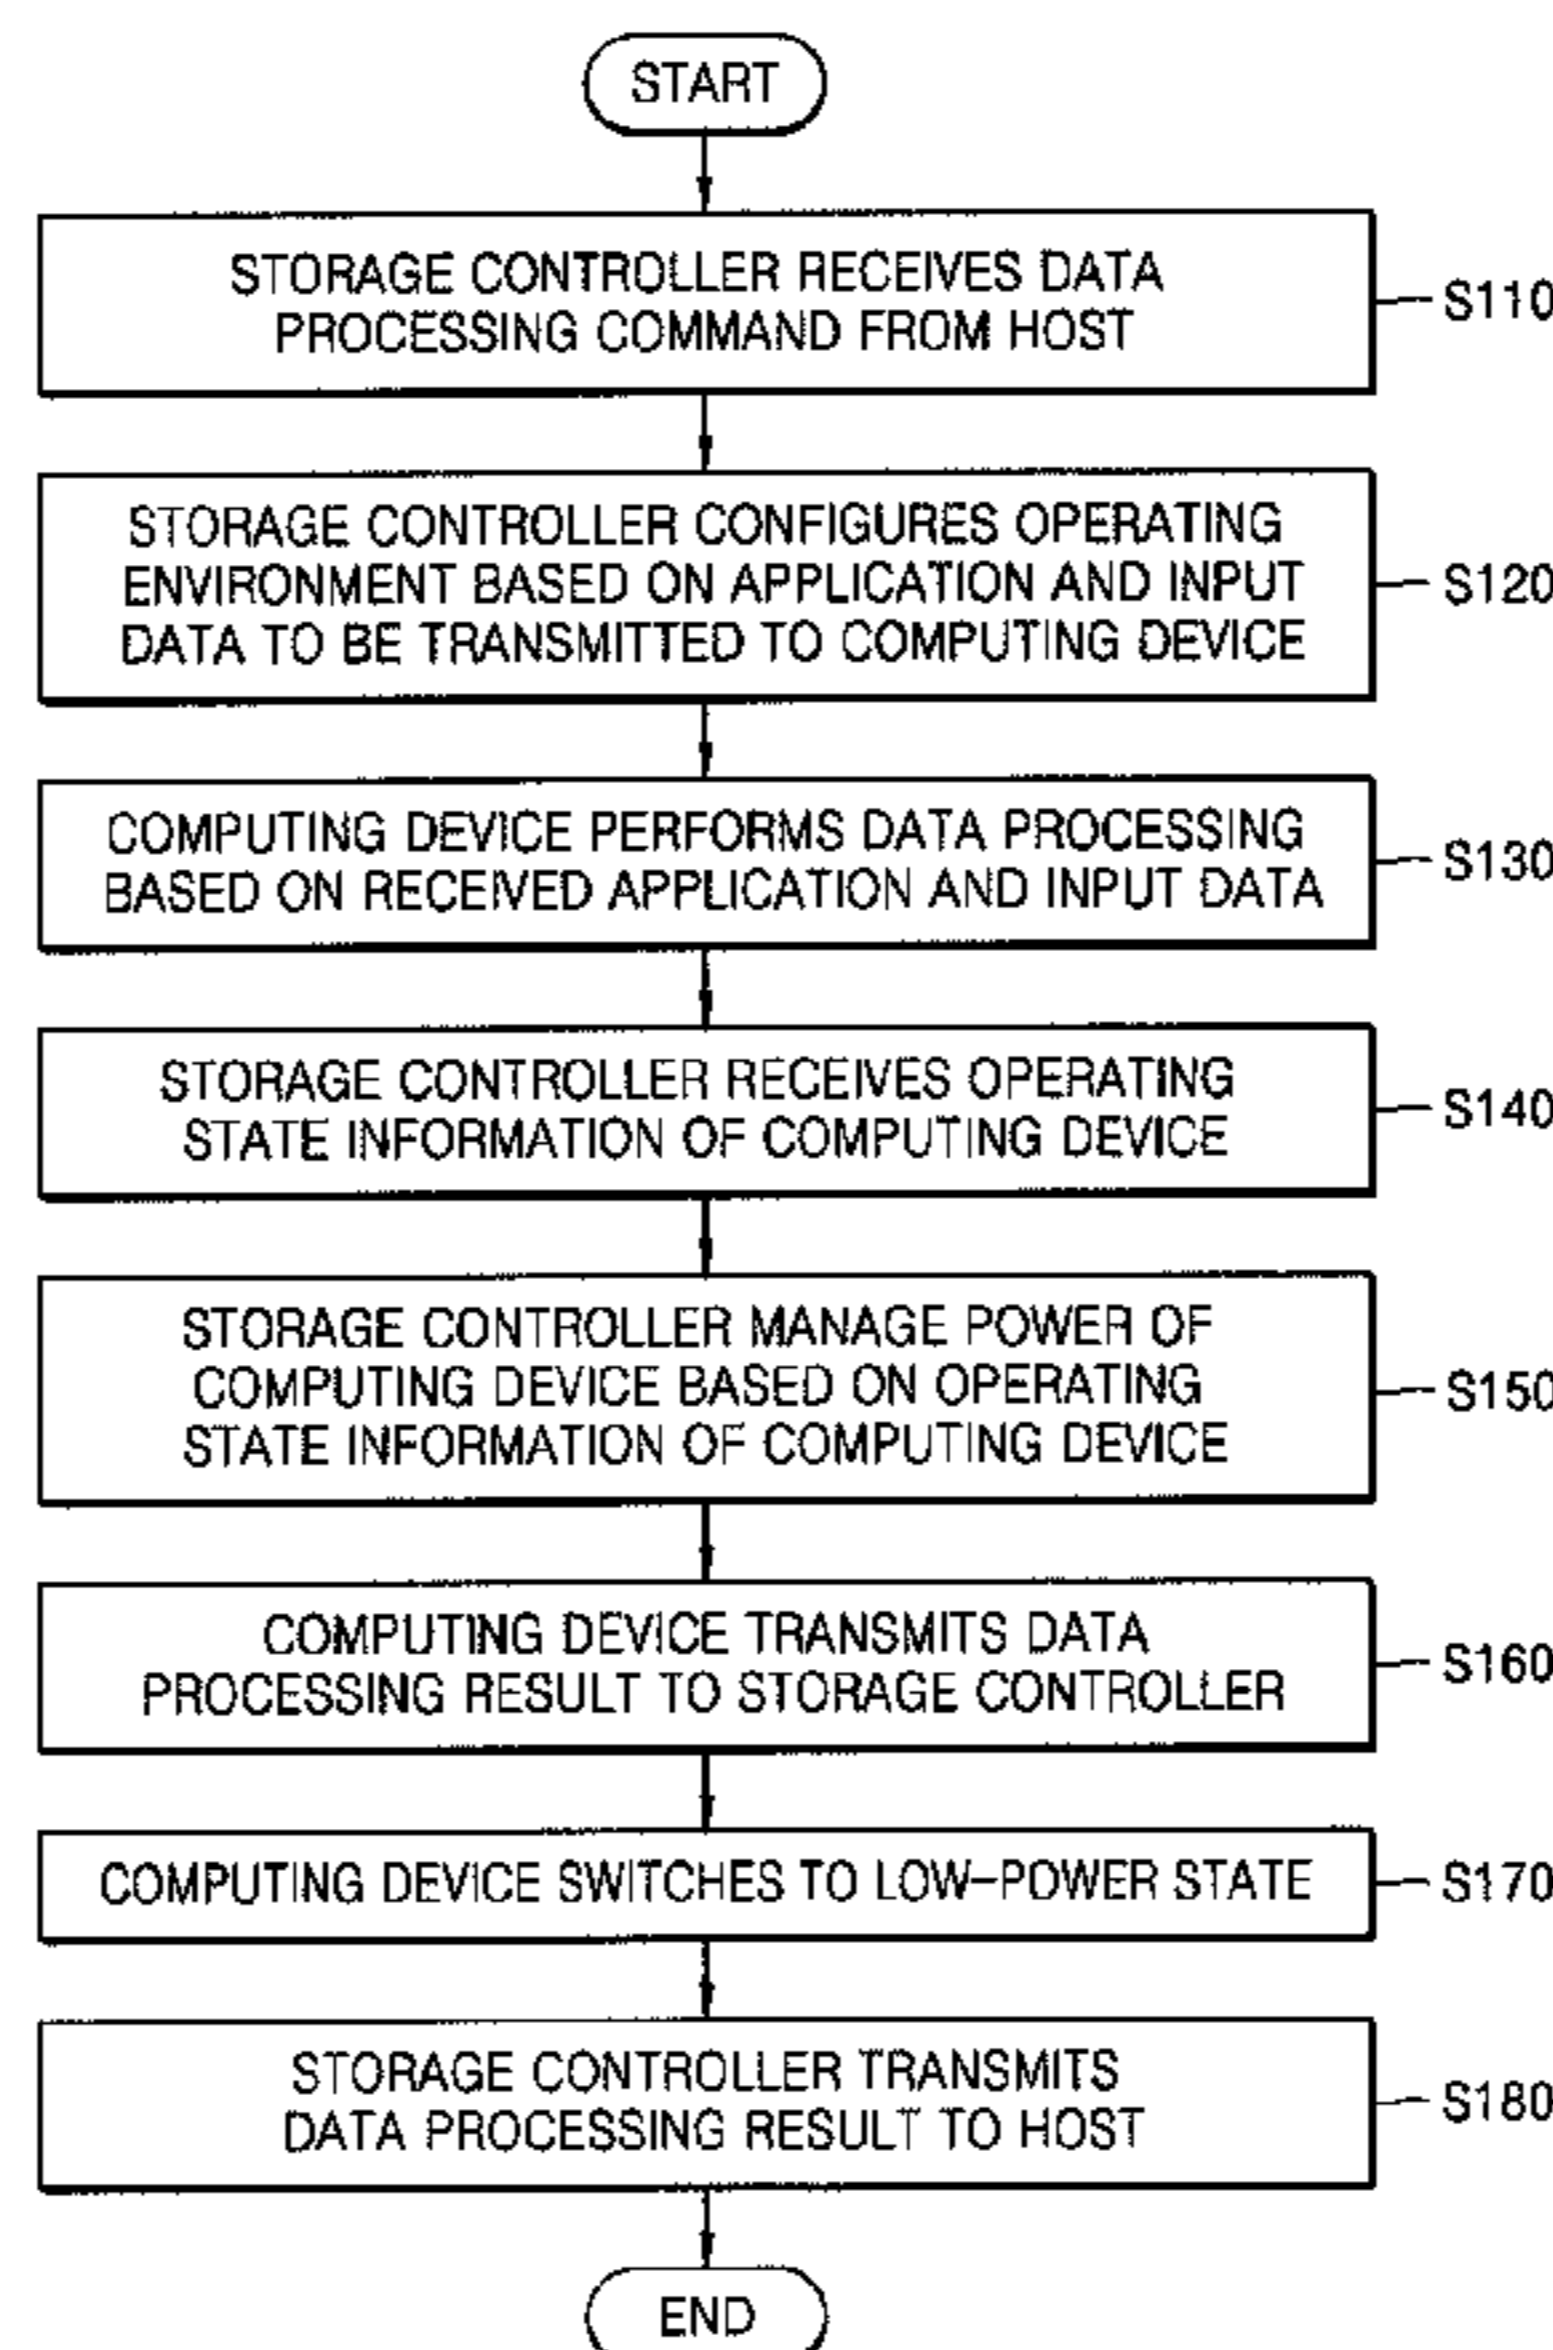 START
STORAGE CONTROLLER RECEIVES DATA
PROCESSING COMMAND FROM HOST
S110
STORAGE CONTROLLER CONFIGURES OPERATING
ENVIRONMENT BASED ON APPLICATION AND INPUT
DATA TO BE TRANSMITTED TO COMPUTING DEVICE
S120
COMPUTING DEVICE PERFORMS DATA PROCESSING
BASED ON RECEIVED APPLICATION AND INPUT DATA
S130
STORAGE CONTROLLER RECEIVES OPERATING
STATE INFORMATION OF COMPUTING DEVICE
S140
STORAGE CONTROLLER MANAGE POWER OF
COMPUTING DEVICE BASED ON OPERATING
STATE INFORMATION OF COMPUTING DEVICE
S150
COMPUTING DEVICE TRANSMITS DATA
PROCESSING RESULT TO STORAGE CONTROLLER
S160
COMPUTING DEVICE SWITCHES TO LOW-POWER STATE
S170
STORAGE CONTROLLER TRANSMITS
DATA PROCESSING RESULT TO HOST
S180
END